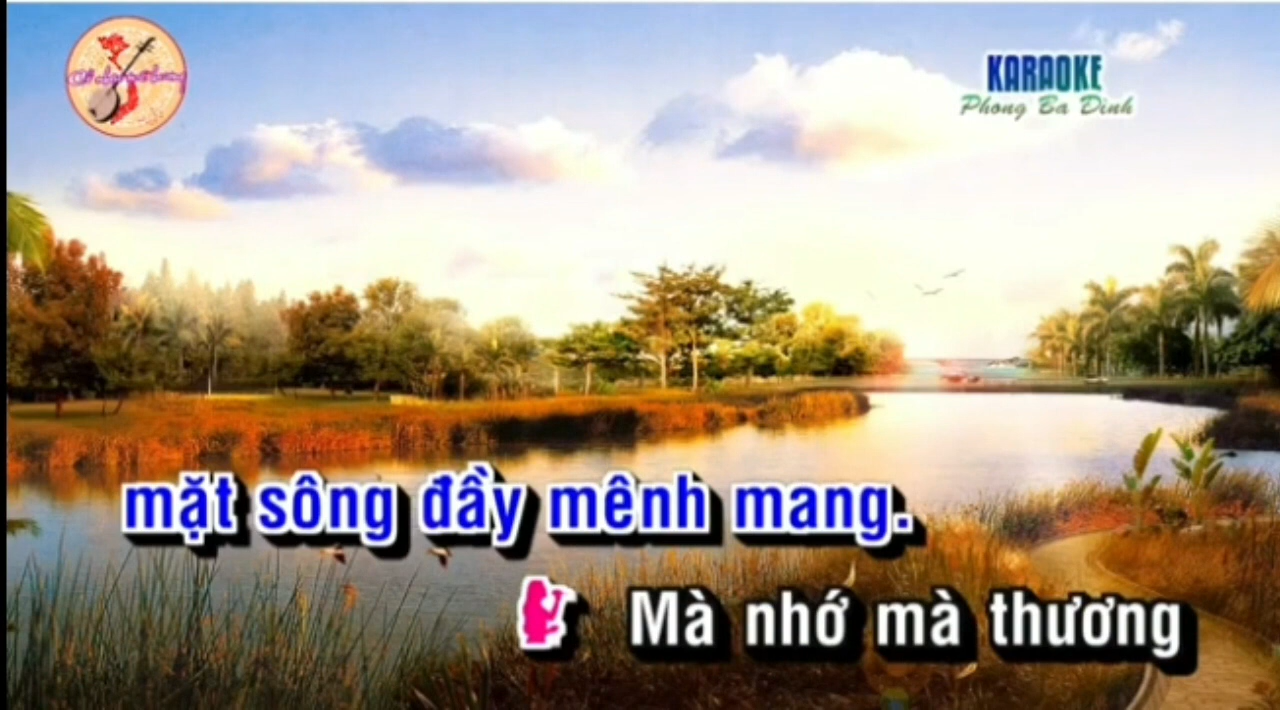 KARAOKE
Phong Ba Dinh
mặt sông đầy mênh mang.
Mà nhớ mà thương